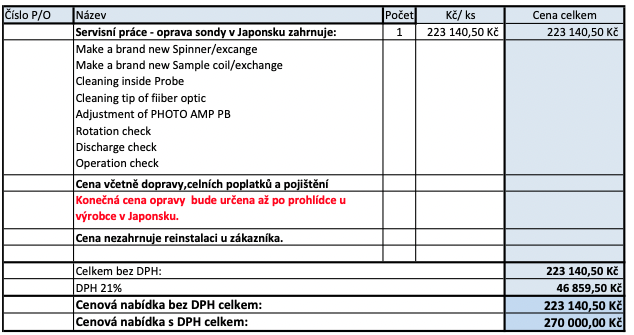 Číslo P/O Název Počet Kč/ ks Cena celkem
Servisní práce - oprava sondy v Japonsku zahrnuje: 1 223 140,50 Kč 223 140,50 Kč
Make a brand new Spinner/excange
Make a brand new Sample coil/exchange
Cleaning inside Probe
Cleaning tip of fiiber optic
Adjustment of PHOTO AMP PB
Rotation check
Discharge check
Operation check
Cena včetně dopravy,celních poplatků a pojištění
Konečná cena opravy bude určena až po prohlídce u
výrobce v Japonsku.
Cena nezahrnuje reinstalaci u zákazníka.
Celkem bez DPH: 223 140,50 Kč
DPH 21% 46 859,50 Kč
Cenová nabídka bez DPH celkem: 223 140,50 Kč
Cenová nabídka s DPH celkem: 270 000,00 Kč